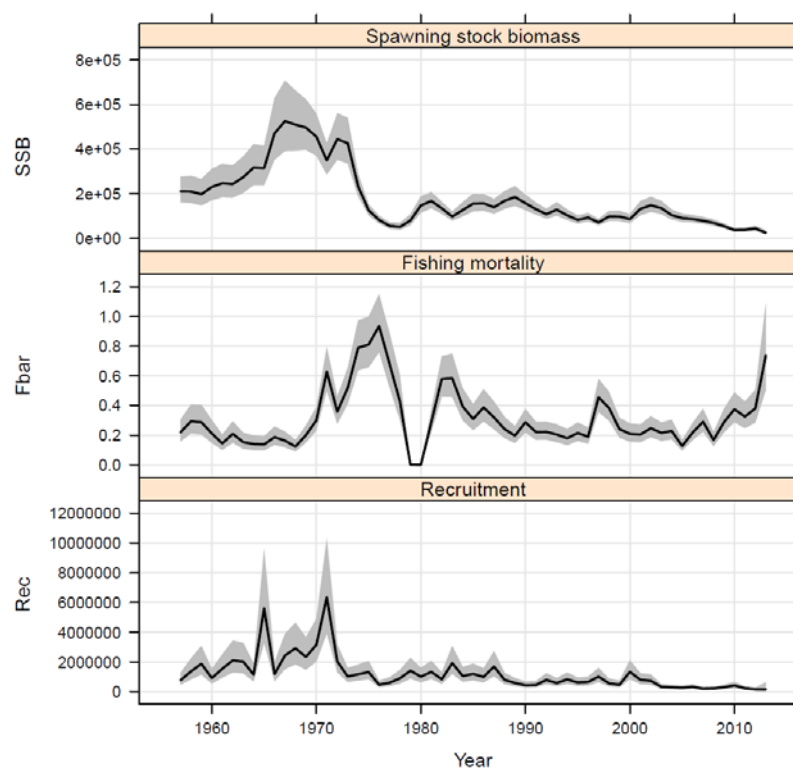 Spawning stock biomass
8e+05
6e+05
4e+05
2e+05
0e+00
SSB
Fishing mortality
1.2
1.0
0.8
0.6
0.4
0.2
0.0
Fbar
Recruitment
12000000
10000000
8000000
6000000
4000000
2000000
0
Rec
1960 1970 1980 1990 2000 2010
Year